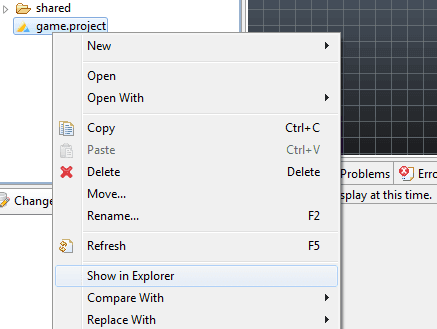 shared
game.project
New
Open
Open With
Copy Ctrl+C
Paste Ctrl+V
Delete Delete
Move...
Rename... F2
Refresh F5
Show in Explorer
Compare With
Replace With
Problems
Erro
Change
splay at this time.